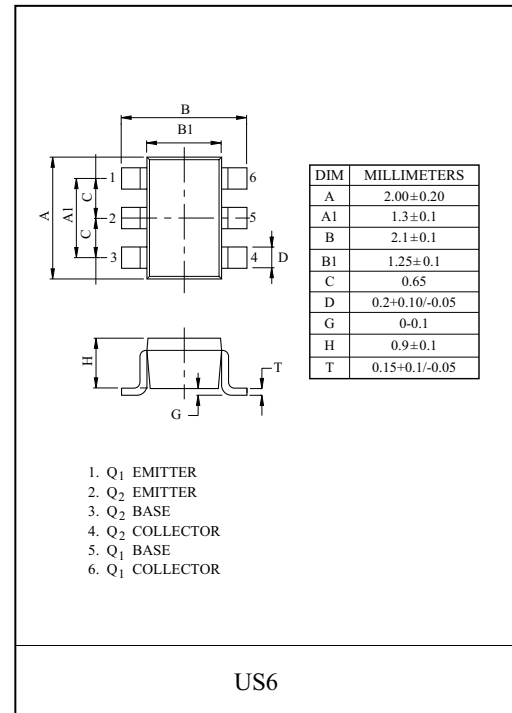 B
B1
1
6
A
A1
C
2
5
C
3
4
D
H
T
G
DIM MILLIMETERS
A 2.00±0.20
A1 1.3±0.1
B 2.1±0.1
B1 1.25±0.1
C 0.65
D 0.2+0.10/-0.05
G 0-0.1
H 0.9±0.1
T 0.15+0.1/-0.05
1. Q1 EMITTER
2. Q2 EMITTER
3. Q2 BASE
4. Q2 COLLECTOR
5. Q1 BASE
6. Q1 COLLECTOR
US6